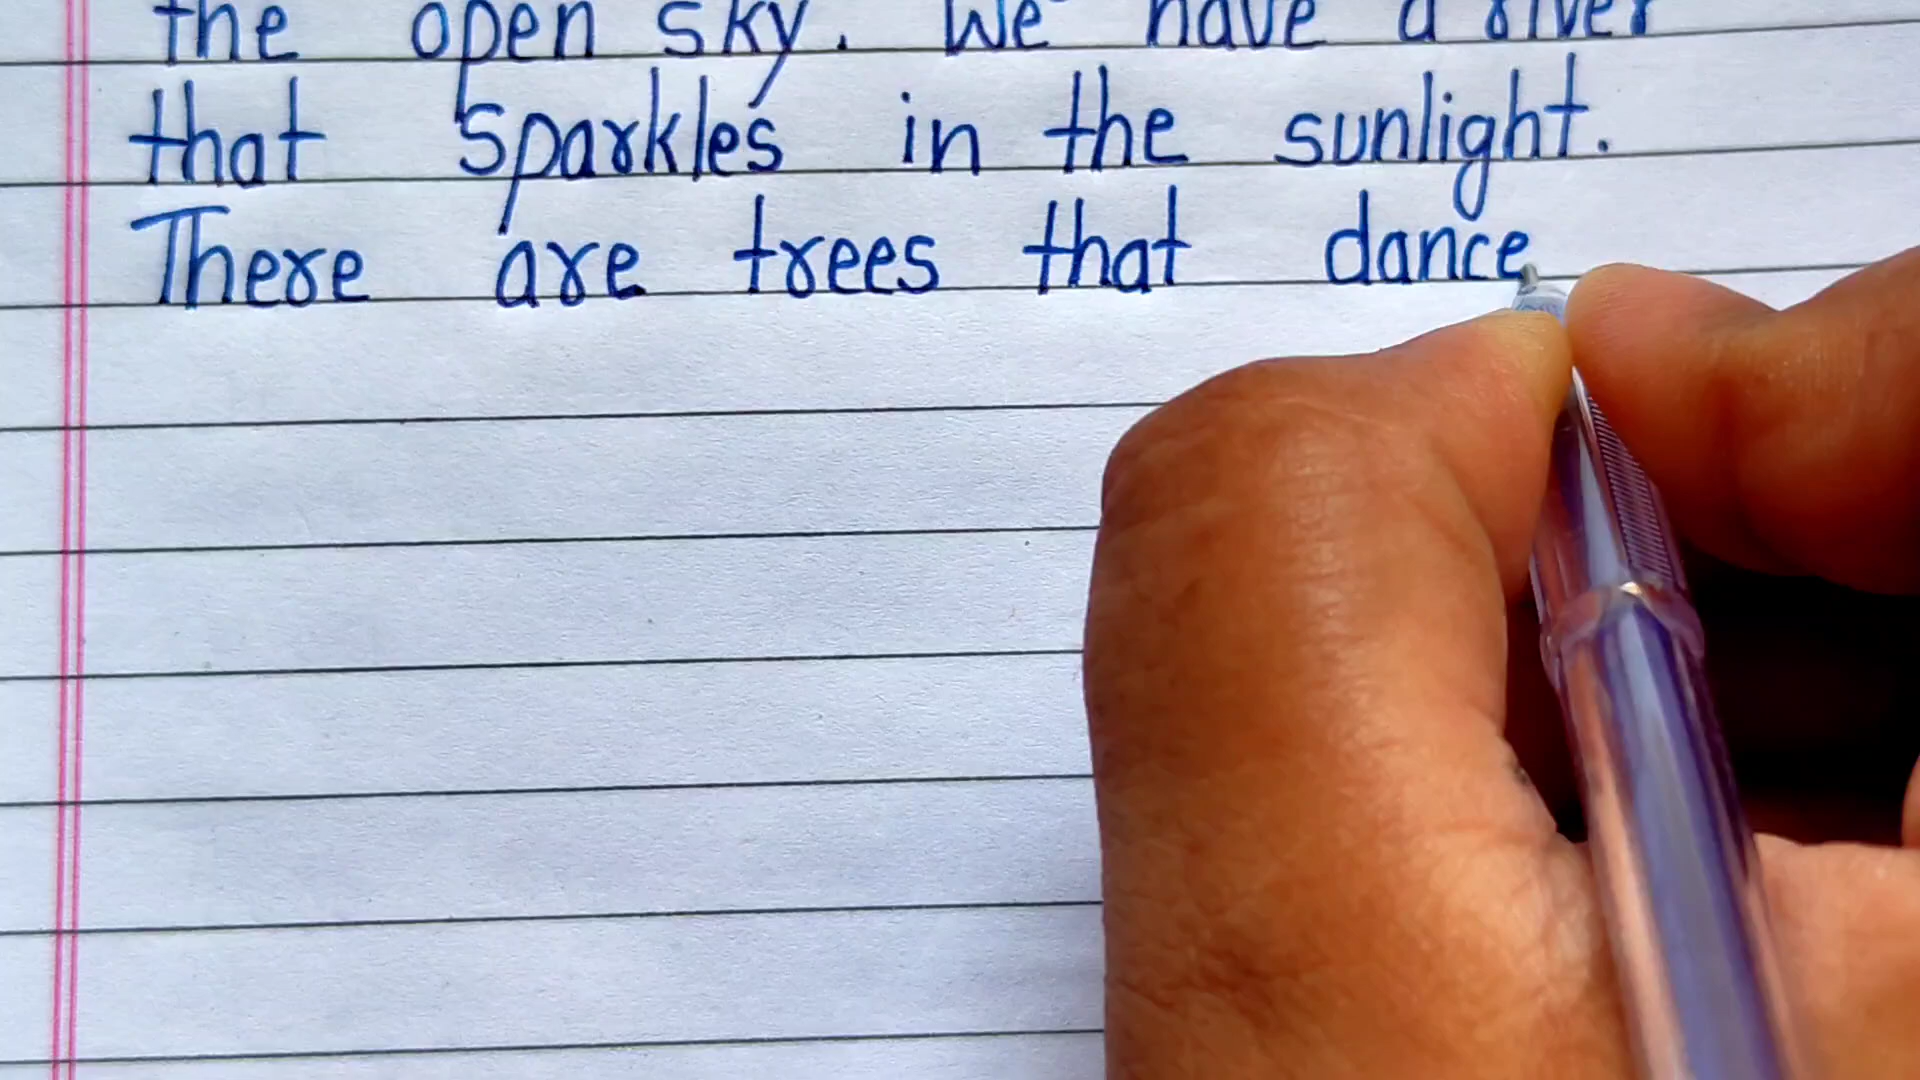 the open sky. We have a river
that sparkles in the sunlight.
There are trees that dance